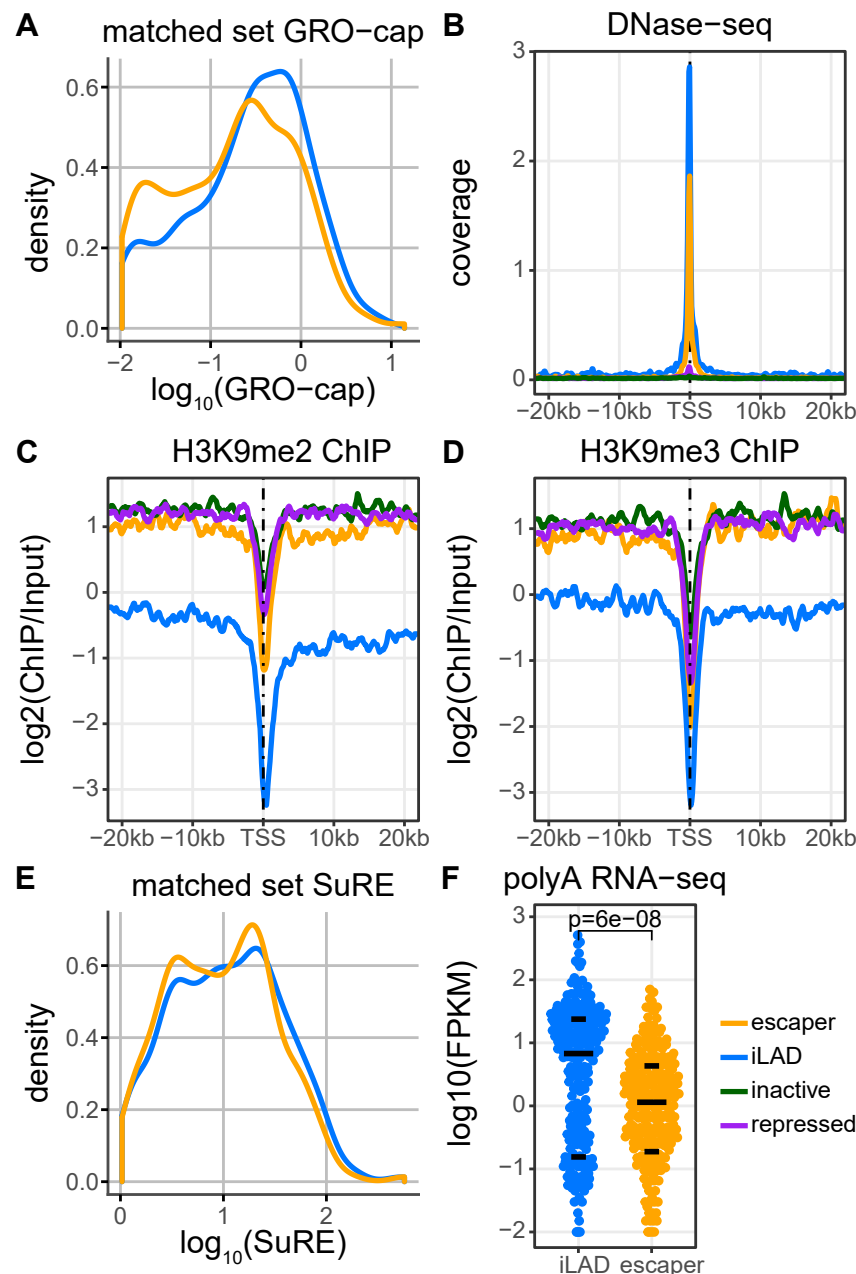 A
matched set GRO−cap
density
0.6
0.4
0.2
0.0
−2
−1
0
1
log10(GRO−cap)
B
DNase−seq
coverage
3
2
1
0
−20kb
−10kb
TSS
10kb
20kb
C
H3K9me2 ChIP
log2(ChIP/Input)
1
0
−1
−2
−3
−20kb
−10kb
TSS
10kb
20kb
D
H3K9me3 ChIP
log2(ChIP/Input)
1
0
−1
−2
−3
−20kb
−10kb
TSS
10kb
20kb
E
matched set SuRE
density
0.6
0.4
0.2
0.0
0
1
2
log10(SuRE)
F
polyA RNA−seq
log10(FPKM)
3
2
1
0
−1
−2
p=6e−08
iLAD
escaper
escaper
iLAD
inactive
repressed